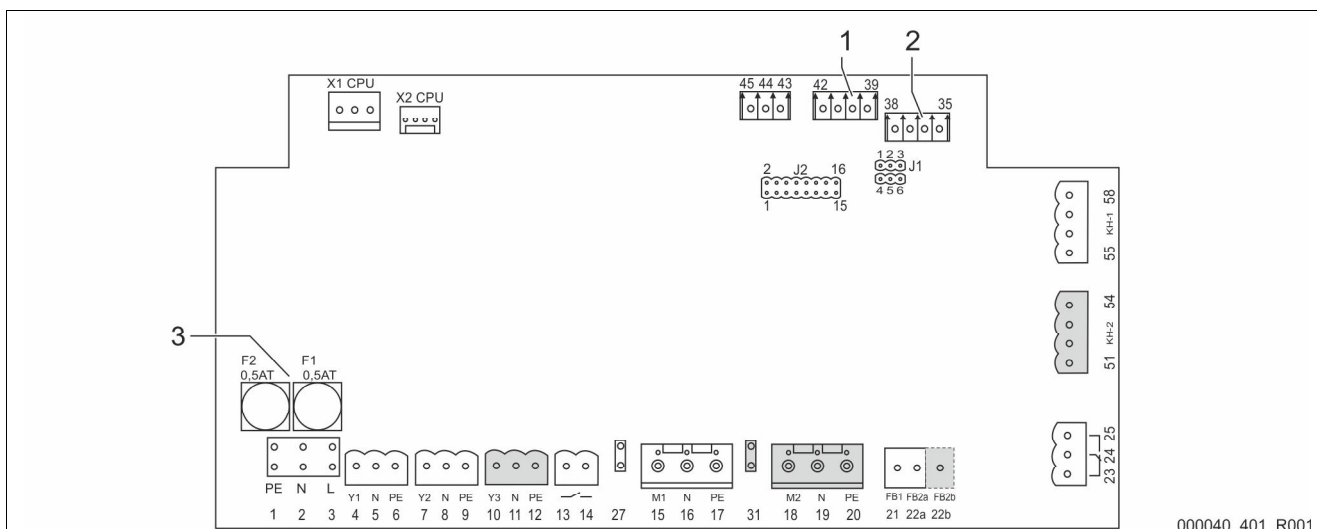 1 2
X1 CPU
X2 CPU
45 44 43
42 39
38 35
1 2 3
J1
4 5 6
2 J2 16
1 15
58
KH-1
55
54
KH-2
51
3
F2 F1
0,5AT 0,5AT
25
24
23
PE N L
Y1 N PE Y2 N PE Y3 N PE M1 N PE M2 N PE FB1 FB2a FB2b
1 2 3 4 5 6 7 8 9 10 11 12 13 14 27 15 16 17 31 18 19 20 21 22a 22b
000040_401_R001